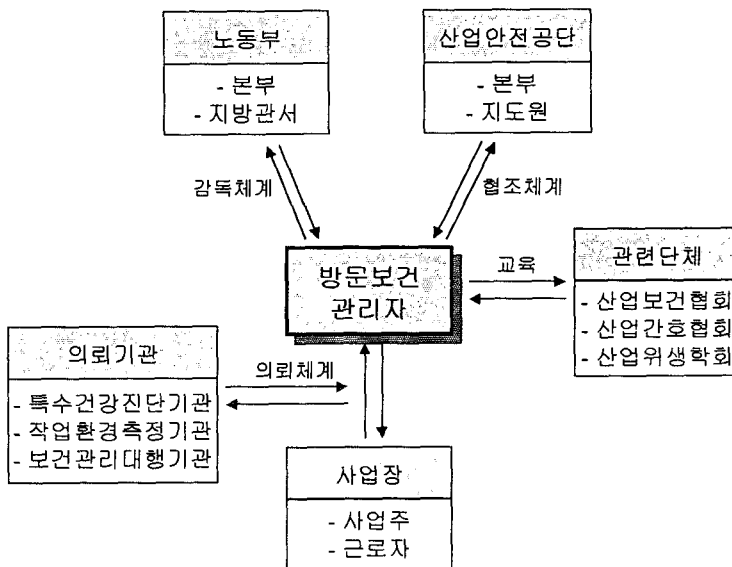 노동부
- 본부
- 지방관서
산업안전공단
- 본부
- 지도원
감독체계
협조체계
방문보건
관리자
교육
관련단체
- 산업보건협회
- 산업간호협회
- 산업위생학회
의뢰기관
- 특수건강진단기관
- 작업환경측정기관
- 보건관리대행기관
의뢰체계
사업장
- 사업주
- 근로자